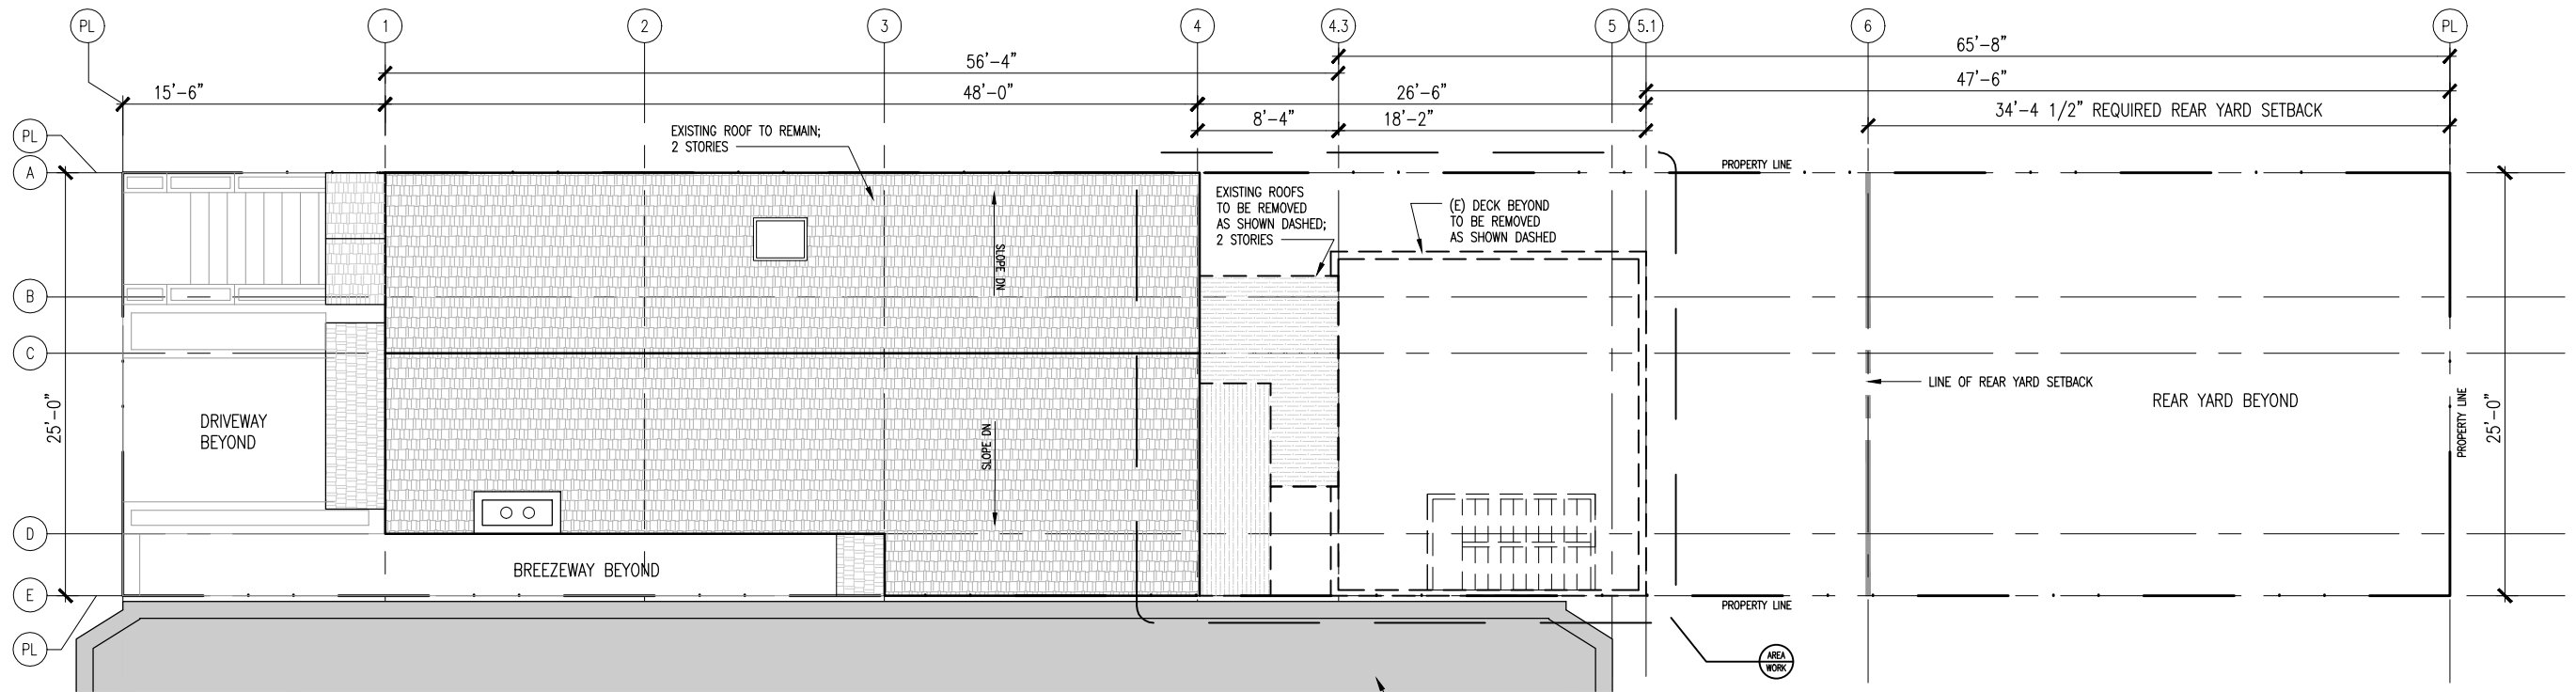 PL
1
2
3
4
4.3
5
5.1
6
PL
65'-8"
56'-4"
47'-6"
15'-6"
48'-0"
26'-6"
34'-4 1/2" REQUIRED REAR YARD SETBACK
8'-4"
18'-2"
PL
EXISTING ROOF TO REMAIN;
2 STORIES
A
PROPERTY LINE
EXISTING ROOFS
TO BE REMOVED
AS SHOWN DASHED;
2 STORIES
(E) DECK BEYOND
TO BE REMOVED
AS SHOWN DASHED
SLOPE DN
B
C
LINE OF REAR YARD SETBACK
REAR YARD BEYOND
DRIVEWAY
BEYOND
25'-0"
SLOPE DN
PROPERTY LINE
25'-0"
D
BREEZEWAY BEYOND
E
PROPERTY LINE
PL
AREA
WORK